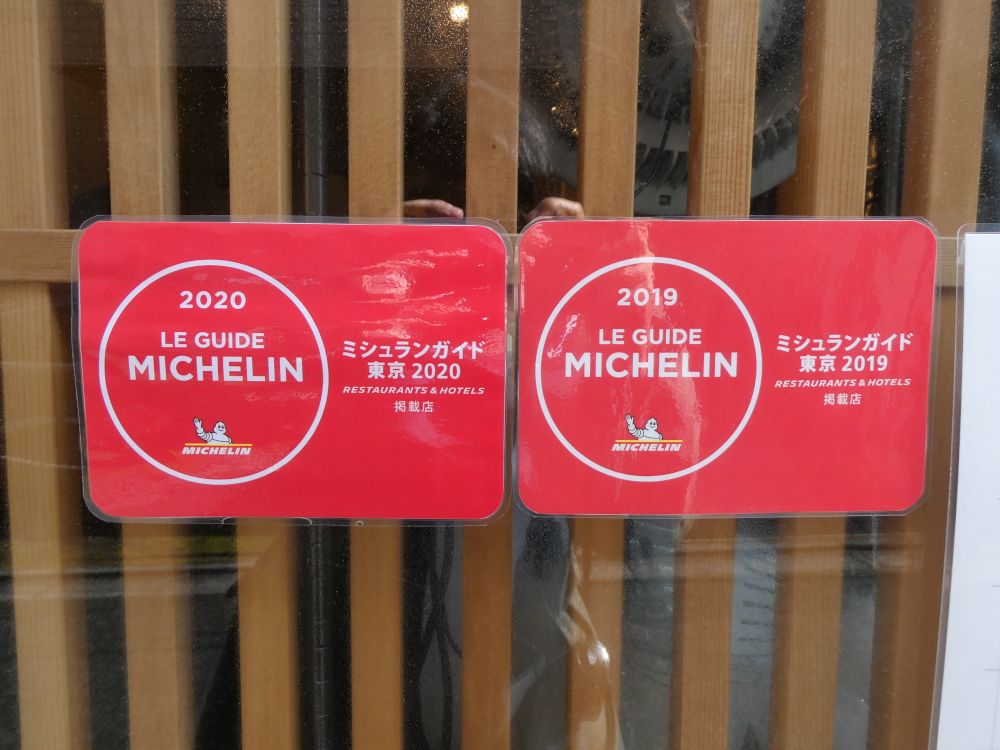 2020
LE GUIDE
MICHELIN
MICHELIN
ミシュランガイド
東京 2020
RESTAURANTS & HOTELS
掲載店
2019
LE GUIDE
MICHELIN
MICHELIN
ミシュランガイド
東京 2019
RESTAURANTS & HOTELS
掲載店